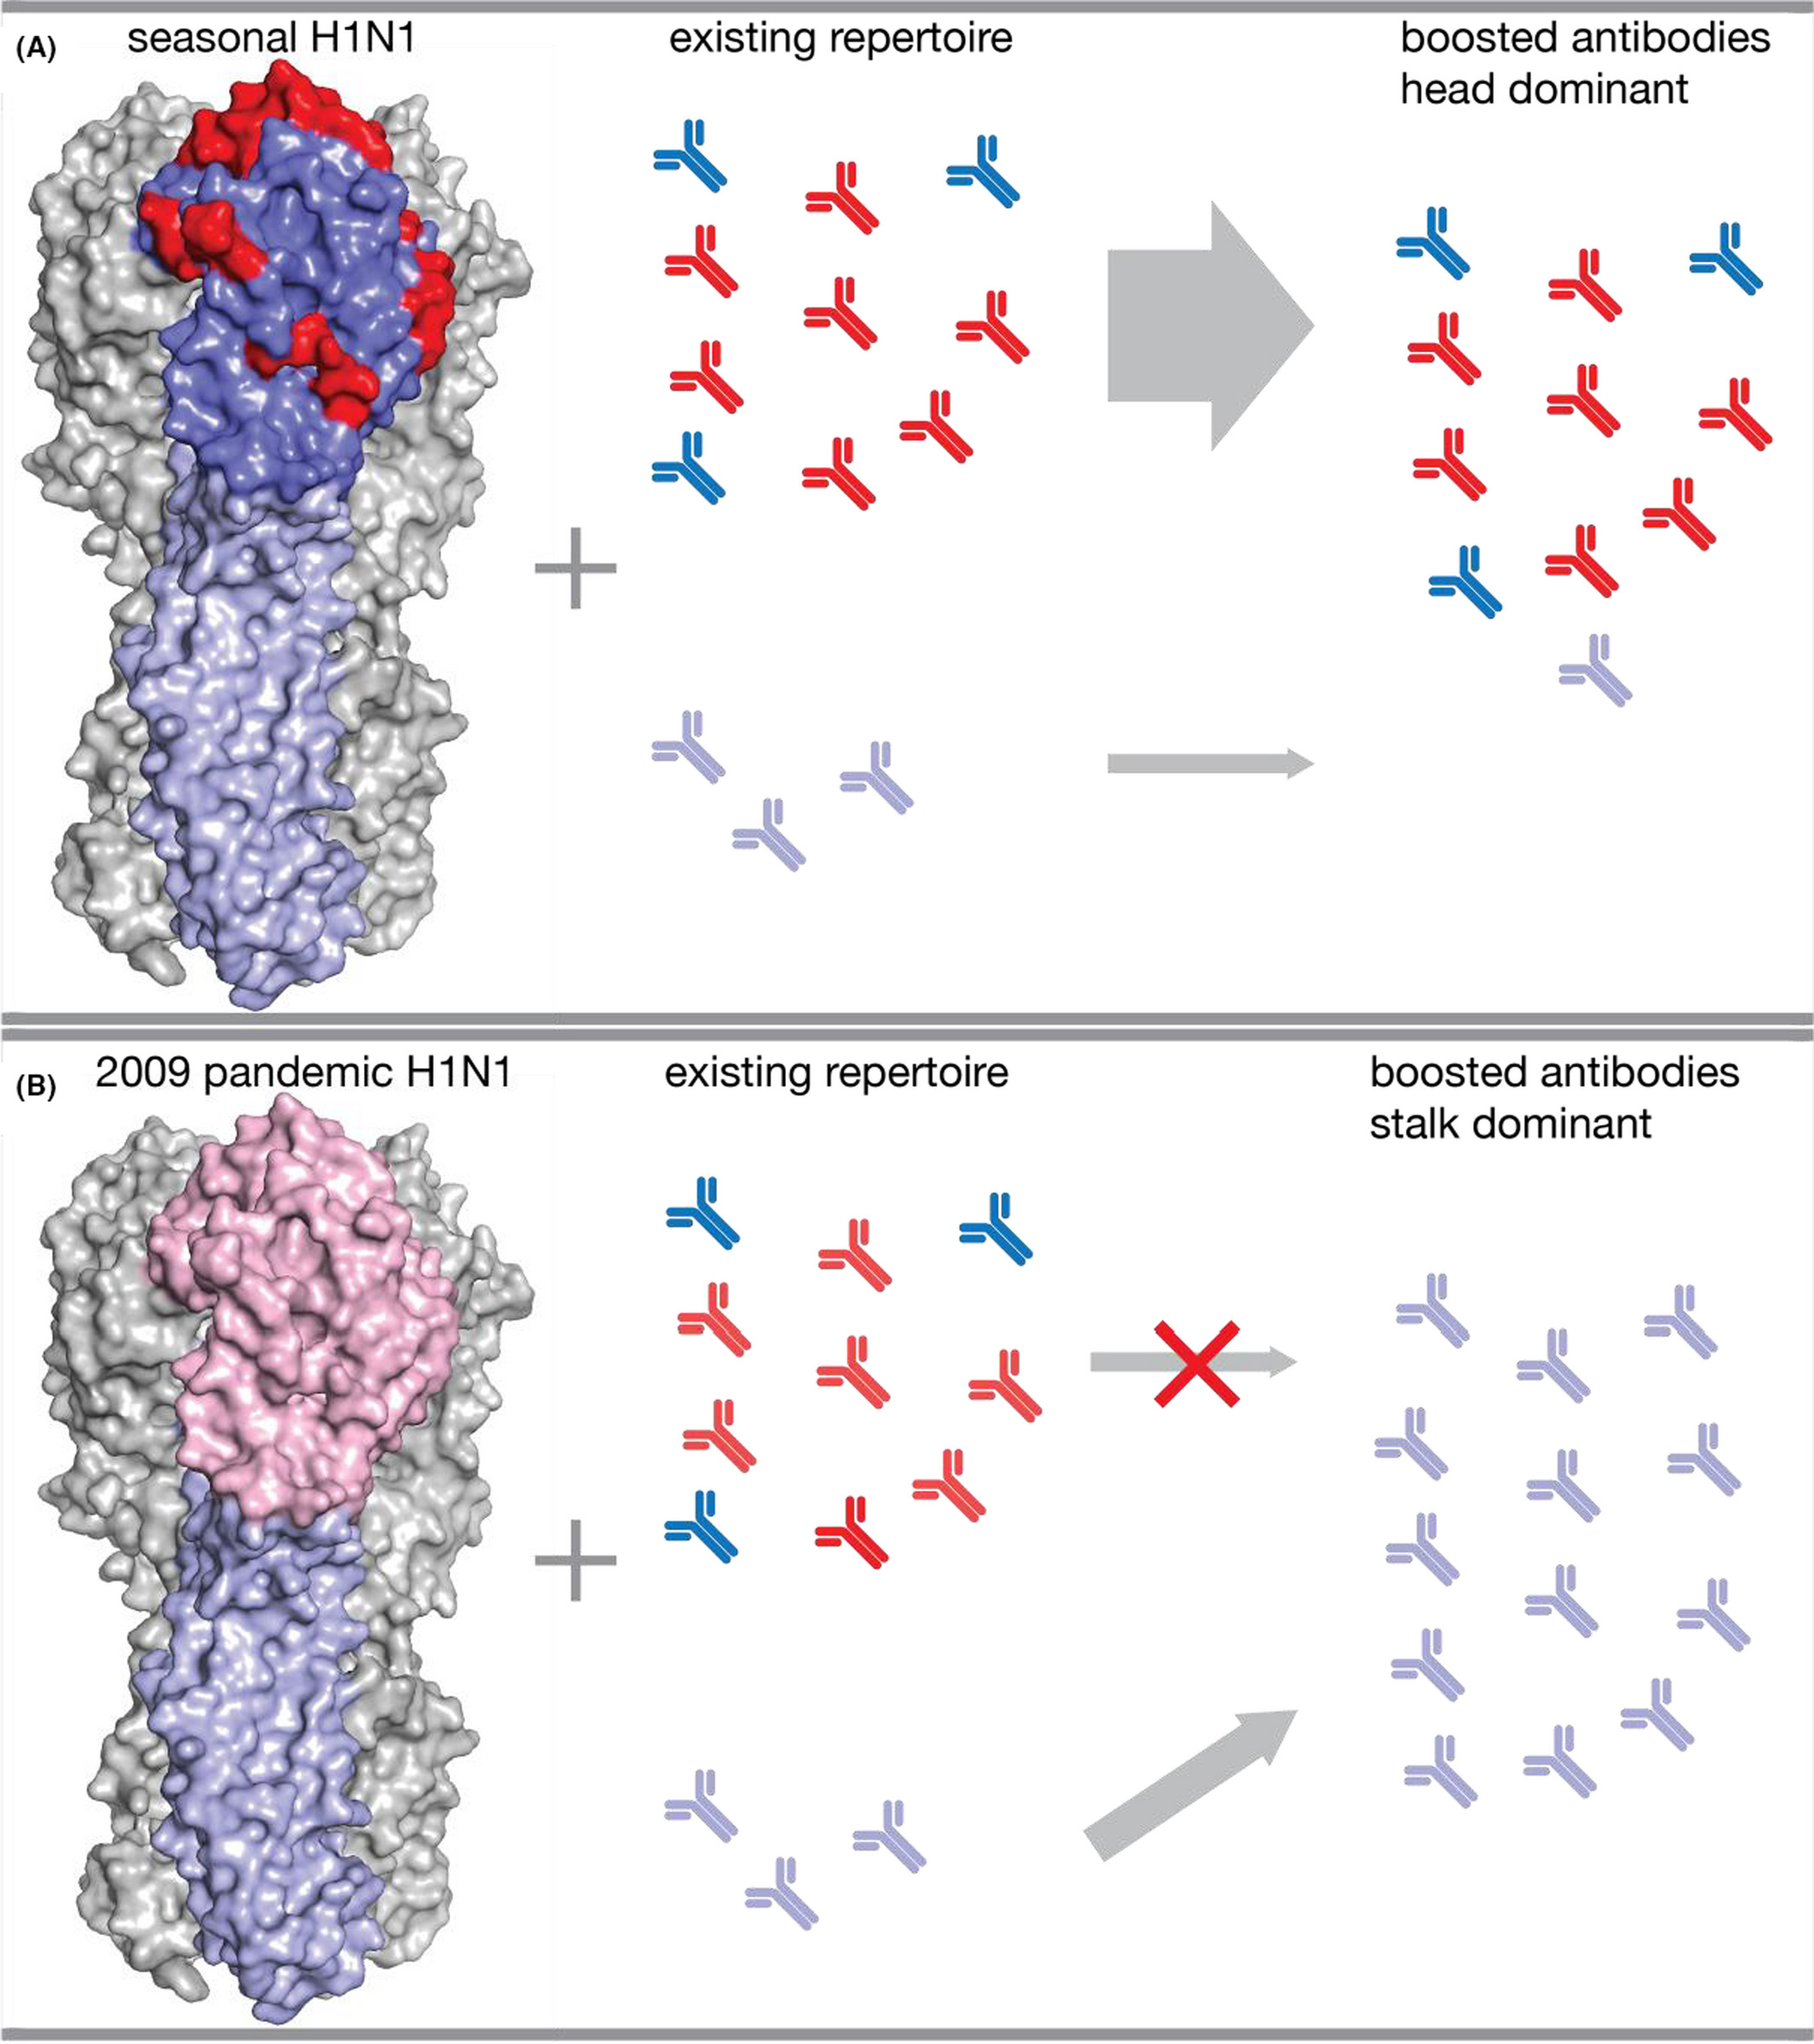 (A)
seasonal H1N1
existing repertoire
boosted antibodies
head dominant
(B)
2009 pandemic H1N1
existing repertoire
boosted antibodies
stalk dominant